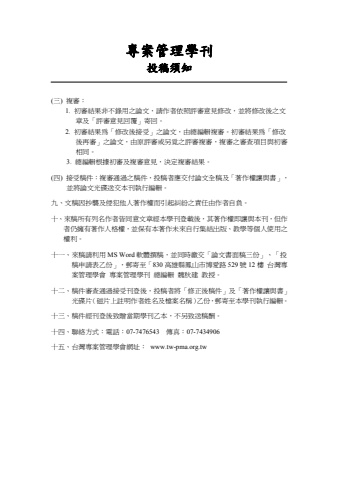 專案管理學刊
投稿須知
(三) 複審：
1. 初審結果非不錄用之論文，請作者依照評審意見修改，並將修改後之文
章及「評審意見回覆」寄回。
2. 初審結果為「修改後接受」之論文，由總編輯複審。初審結果為「修改
後再審」之論文，由原評審或另覓之評審複審。複審之審查項目與初審
相同。
3. 總編輯根據初審及複審意見，決定複審結果。
(四) 接受稿件：複審通過之稿件，投稿者應交付論文全稿及「著作權讓與書」，
並將論文光碟送交本刊執行編輯。
九、文稿因抄襲及侵犯他人著作權而引起糾紛之責任由作者自負。
十、來稿所有列名作者皆同意文章經本學刊登載後，其著作權即讓與本刊，但作
者仍擁有著作人格權，並保有本著作未來自行集結出版、教學等個人使用之
權利。
十一、來稿請利用 MS Word 軟體撰稿，並同時繳交「論文書面稿三份」、「投
稿申請表乙份」，郵寄至「830 高雄縣鳳山市博愛路 529 號 12 樓 台灣專
案管理學會 專案管理學刊 總編輯 魏秋建 教授。
十二、稿件審查通過接受刊登後，投稿者將「修正後稿件」及「著作權讓與書」
光碟片（磁片上註明作者姓名及檔案名稱）乙份，郵寄至本學刊執行編輯。
十三、稿件經刊登後致贈當期學刊乙本，不另致送稿酬。
十四、聯絡方式：電話：07-7476543 傳真：07-7434906
十五、台灣專案管理學會網址： www.tw-pma.org.tw